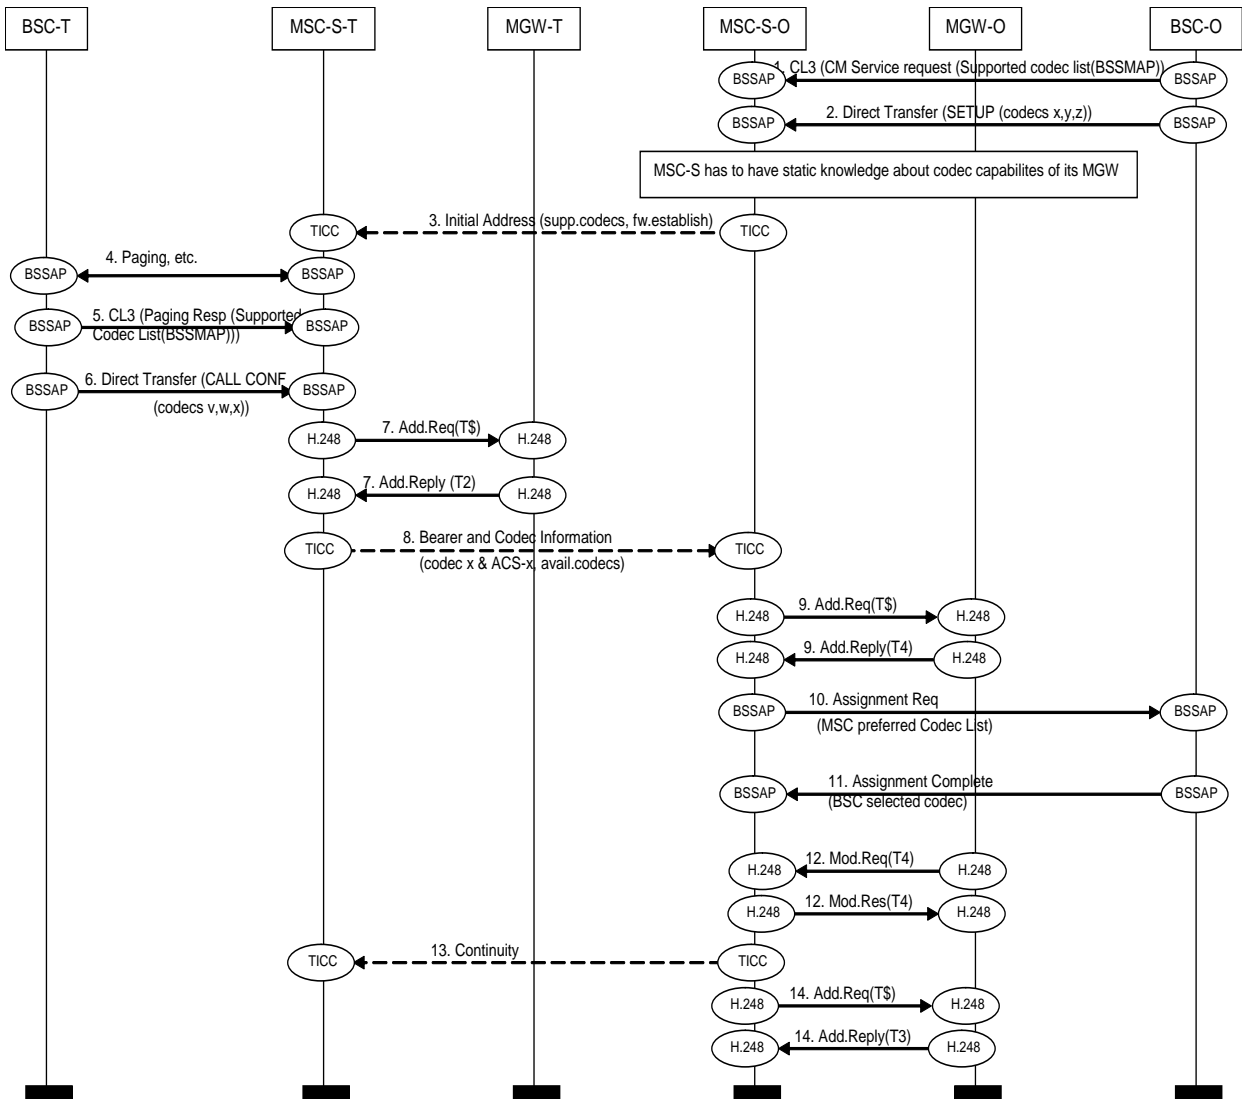 BSC-T
MSC-S-T
MGW-T
MSC-S-O
MGW-O
BSC-O
BSSAP
1. CL3 (CM Service request (Supported codec list(BSSMAP))
BSSAP
BSSAP
2. Direct Transfer (SETUP (codecs x,y,z))
BSSAP
MSC-S has to have static knowledge about codec capabilites of its MGW
TICC
3. Initial Address (supp.codecs, fw.establish)
TICC
BSSAP
4. Paging, etc.
BSSAP
BSSAP
5. CL3 (Paging Resp (Supported
Codec List(BSSMAP)))
BSSAP
BSSAP
6. Direct Transfer (CALL CONF
(codecs v,w,x))
BSSAP
H.248
7. Add.Req(T$)
H.248
H.248
7. Add.Reply (T2)
H.248
TICC
8. Bearer and Codec Information
(codec x & ACS-x, avail.codecs)
TICC
H.248
9. Add.Req(T$)
H.248
H.248
9. Add.Reply(T4)
H.248
BSSAP
10. Assignment Req
(MSC preferred Codec List)
BSSAP
BSSAP
11. Assignment Complete
(BSC selected codec)
BSSAP
H.248
12. Mod.Req(T4)
H.248
H.248
12. Mod.Res(T4)
H.248
TICC
13. Continuity
TICC
H.248
14. Add.Req(T$)
H.248
H.248
14. Add.Reply(T3)
H.248